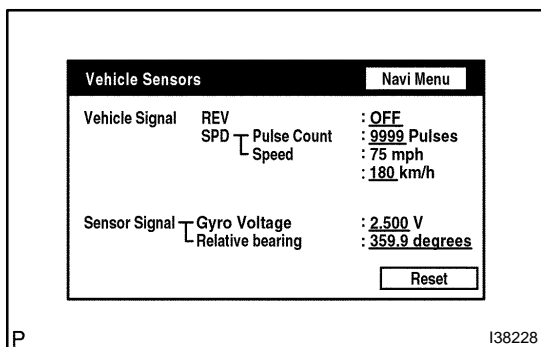 Vehicle Sensors Navi Menu
Vehicle Signal REV : OFF
SPD Pulse Count : 9999 Pulses
Speed : 75 mph
: 180 km/h
Sensor Signal Gyro Voltage : 2.500 V
Relative bearing : 359.9 degrees
Reset
P I38228